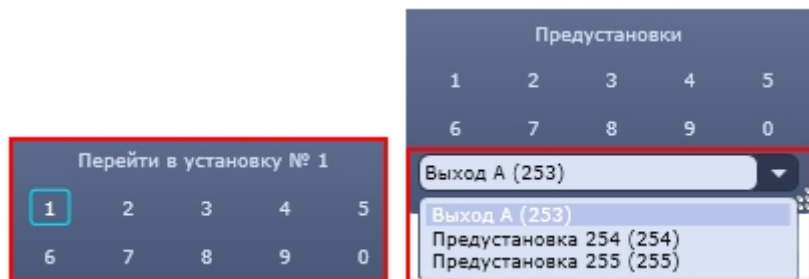 Перейти в установку № 1
1 2 3 4 5
6 7 8 9 0
Предустановки
1 2 3 4 5
6 7 8 9 0
Выход А (253)
Выход А (253)
Предустановка 254 (254)
Предустановка 255 (255)